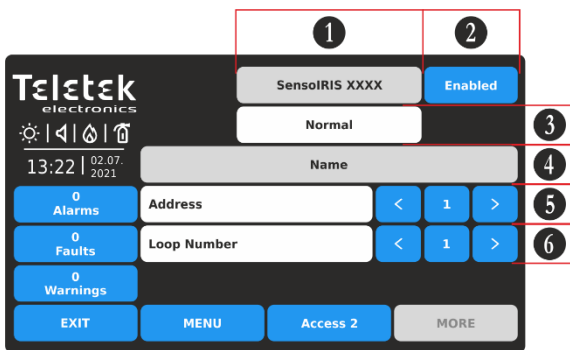 1
2
Teletek
electronics
SensoIRIS XXXX
Enabled
Normal
3
13:22
02.07.
2021
Name
4
0
Alarms
Address
<
1
>
5
0
Faults
Loop Number
<
1
>
6
0
Warnings
EXIT
MENU
Access 2
MORE